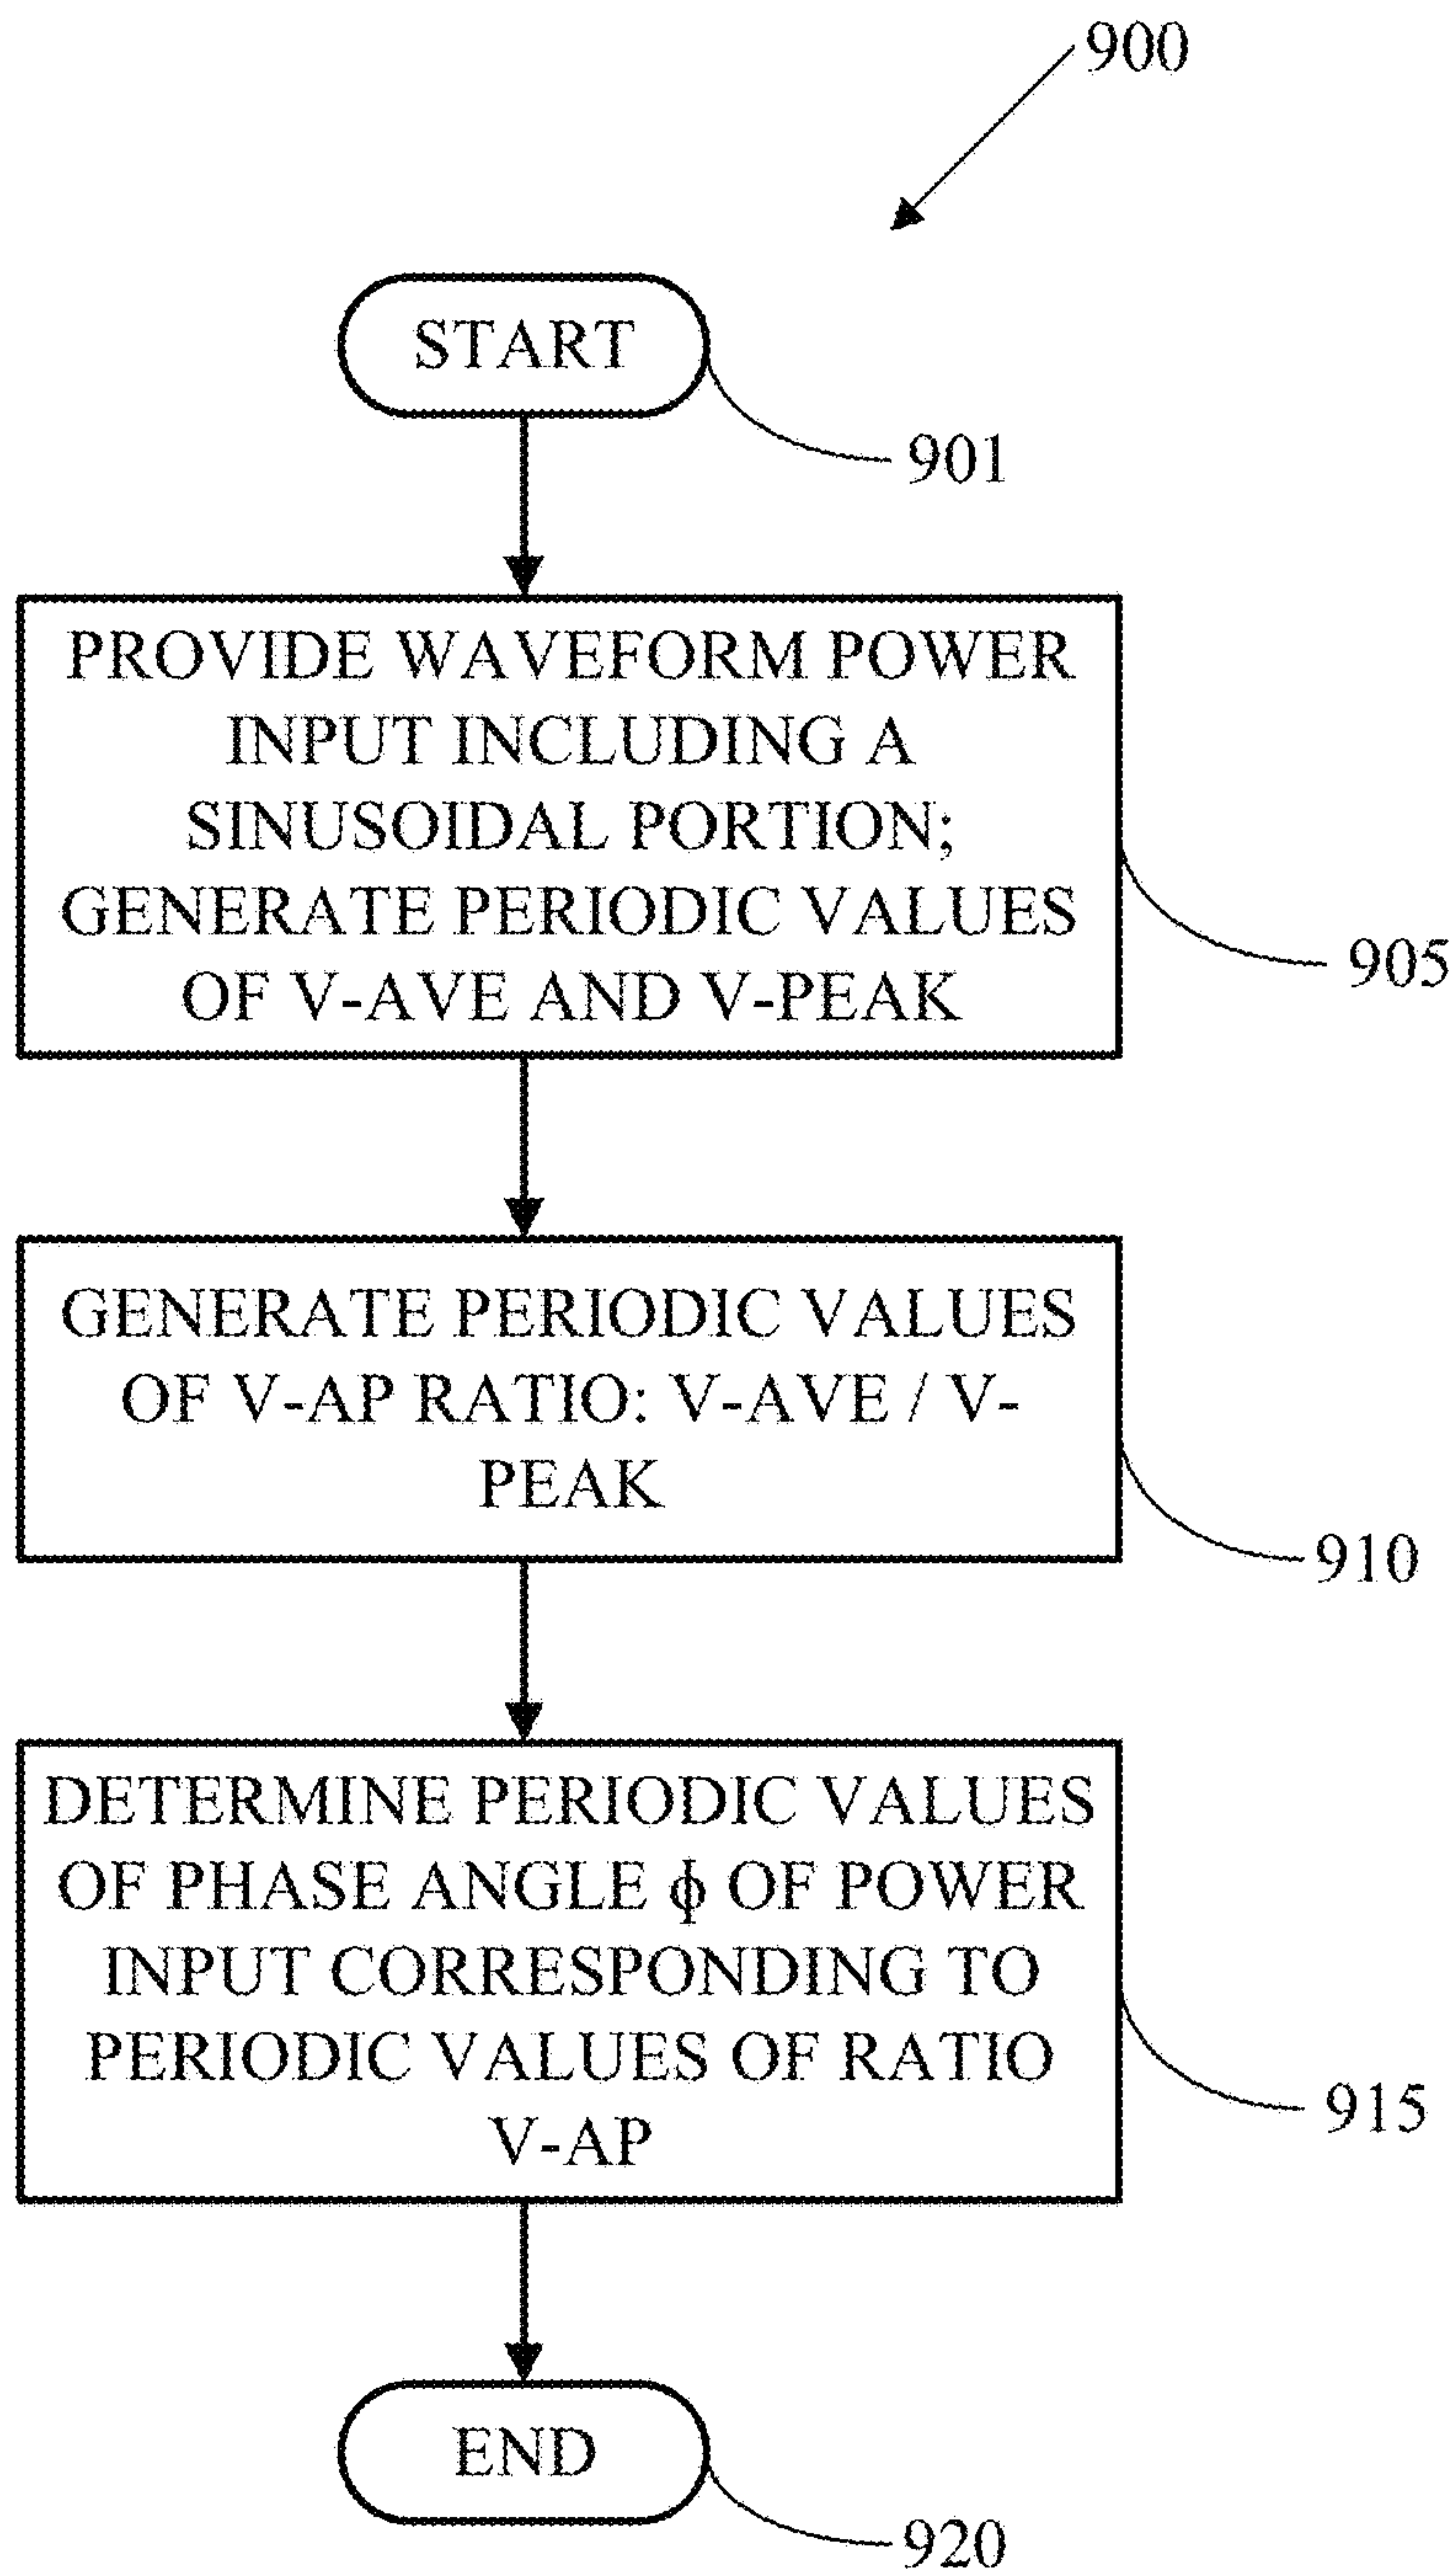 900
START
901
PROVIDE WAVEFORM POWER
INPUT INCLUDING A
SINUSOIDAL PORTION;
GENERATE PERIODIC VALUES
OF V-AVE AND V-PEAK
905
GENERATE PERIODIC VALUES
OF V-AP RATIO: V-AVE / V-
PEAK
910
DETERMINE PERIODIC VALUES
OF PHASE ANGLE ϕ OF POWER
INPUT CORRESPONDING TO
PERIODIC VALUES OF RATIO
V-AP
915
END
920